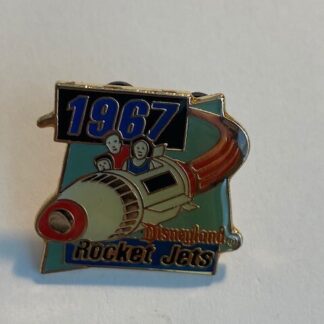 1967
Disneyland
Rocket Jets